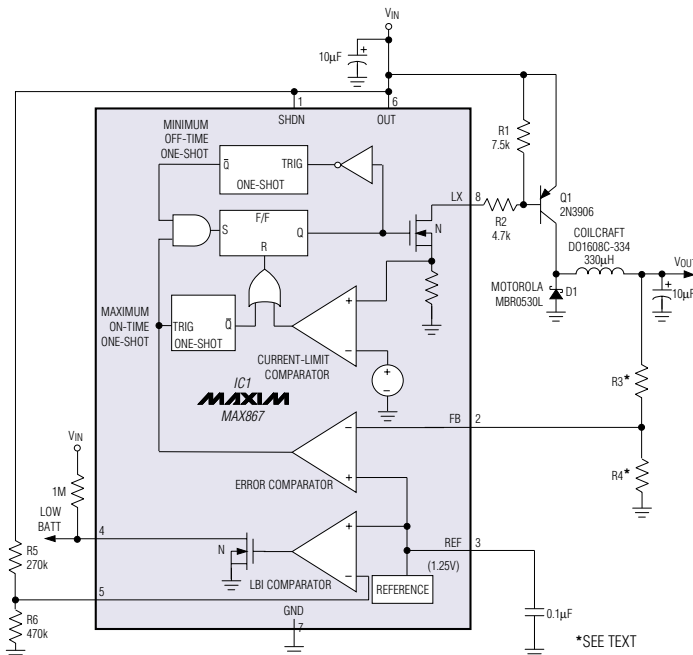 VIN
10µF
+
1
SHDN
6
OUT
MINIMUM
OFF-TIME
ONE-SHOT
Q̅
TRIG
ONE-SHOT
R1
7.5k
LX
8
R2
4.7k
Q1
2N3906
F/F
S
Q
R
N
COILCRAFT
DO1608C-334
330µH
VOUT
MOTOROLA
MBR0530L
D1
+
10µF
MAXIMUM
ON-TIME
ONE-SHOT
TRIG
Q̅
ONE-SHOT
+
−
CURRENT-LIMIT
COMPARATOR
+
−
IC1
MAXIM
MAX867
R3*
FB
2
−
+
ERROR COMPARATOR
R4*
VIN
1M
LOW
BATT
4
N
+
−
LBI COMPARATOR
REF
3
(1.25V)
REFERENCE
R5
270k
5
R6
470k
GND
7
0.1µF
*SEE TEXT